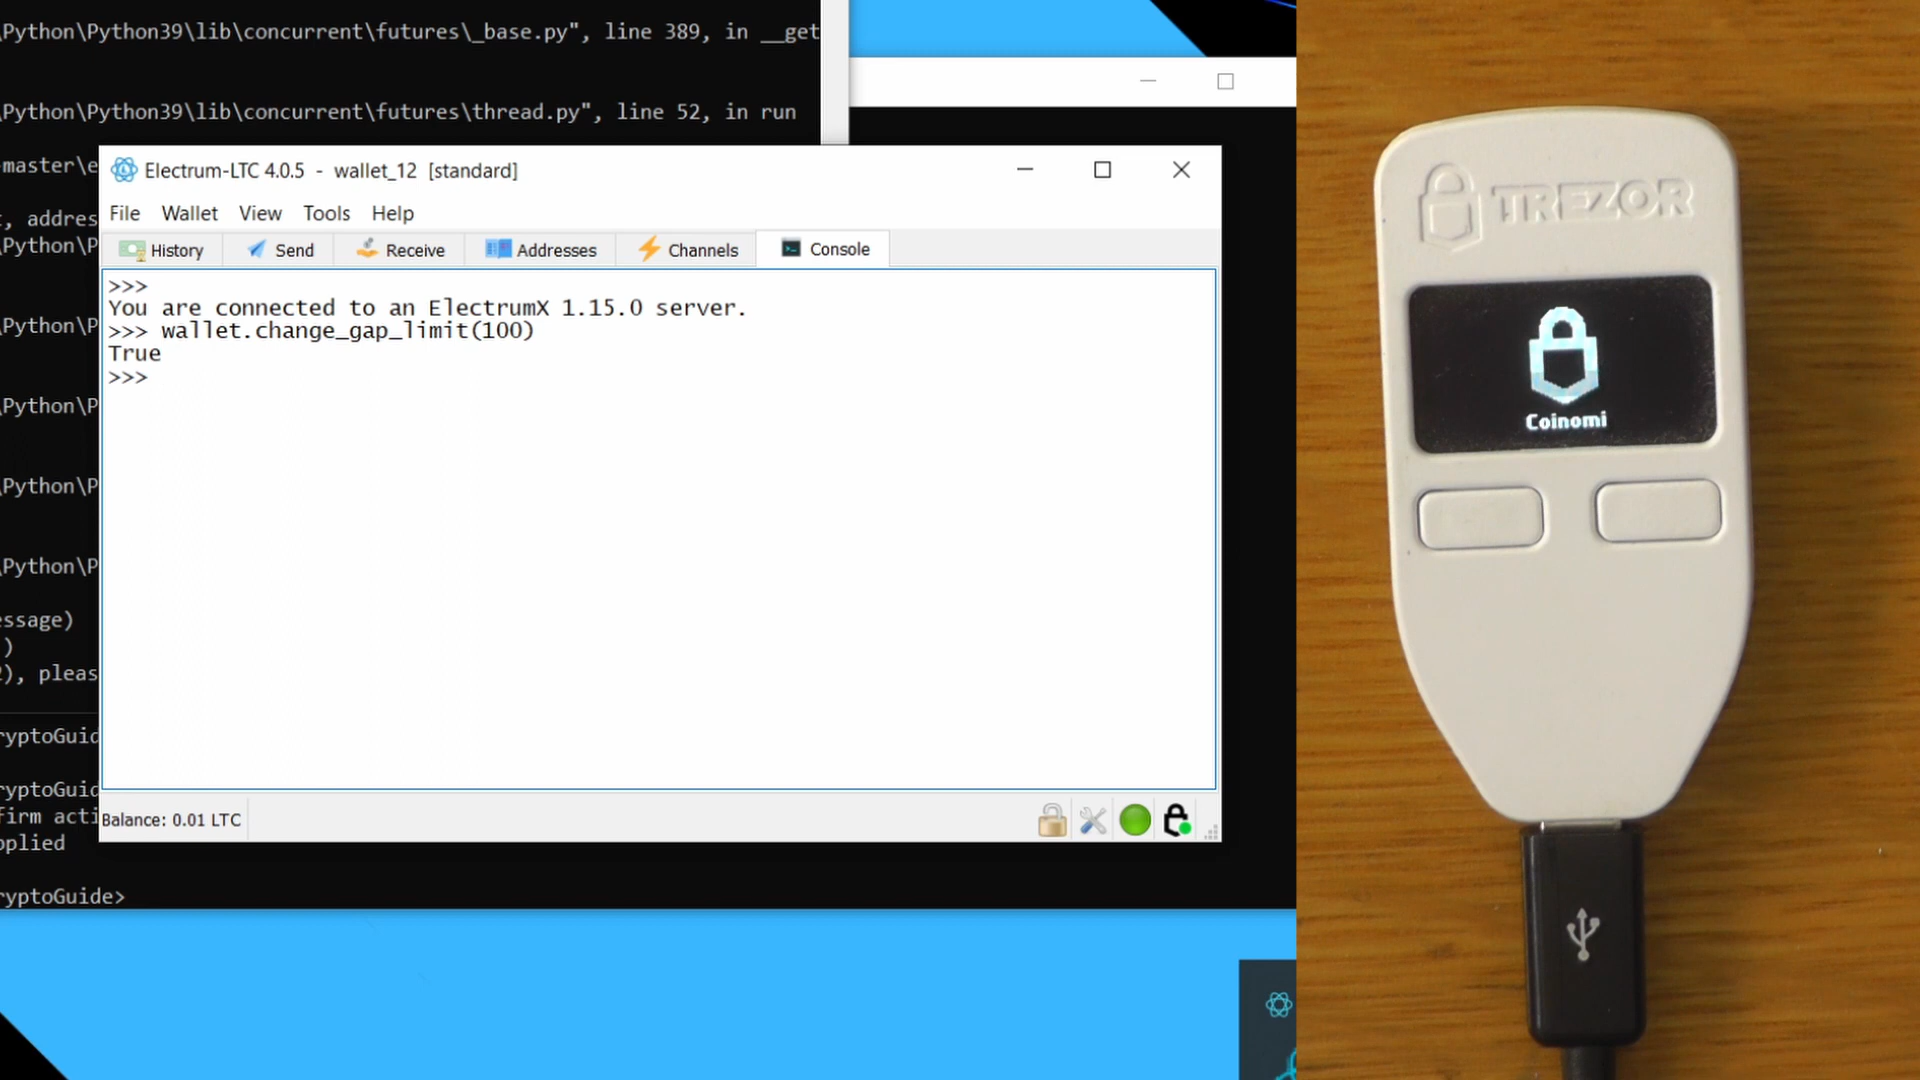 \Python\Python39\lib\concurrent\futures\_base.py", line 389, in __get
\Python\Python39\lib\concurrent\futures\thread.py", line 52, in run
-master\e
, addres
\Python\P
\Python\P
\Python\P
\Python\P
\Python\P
essage)
)
), pleas
ryptoGuid
ryptoGuid
firm acti
pplied
ryptoGuide>
Electrum-LTC 4.0.5 - wallet_12 [standard]
File Wallet View Tools Help
History Send Receive Addresses Channels Console
>>>
You are connected to an ElectrumX 1.15.0 server.
>>> wallet.change_gap_limit(100)
True
>>>
Balance: 0.01 LTC
TREZOR
Coinomi